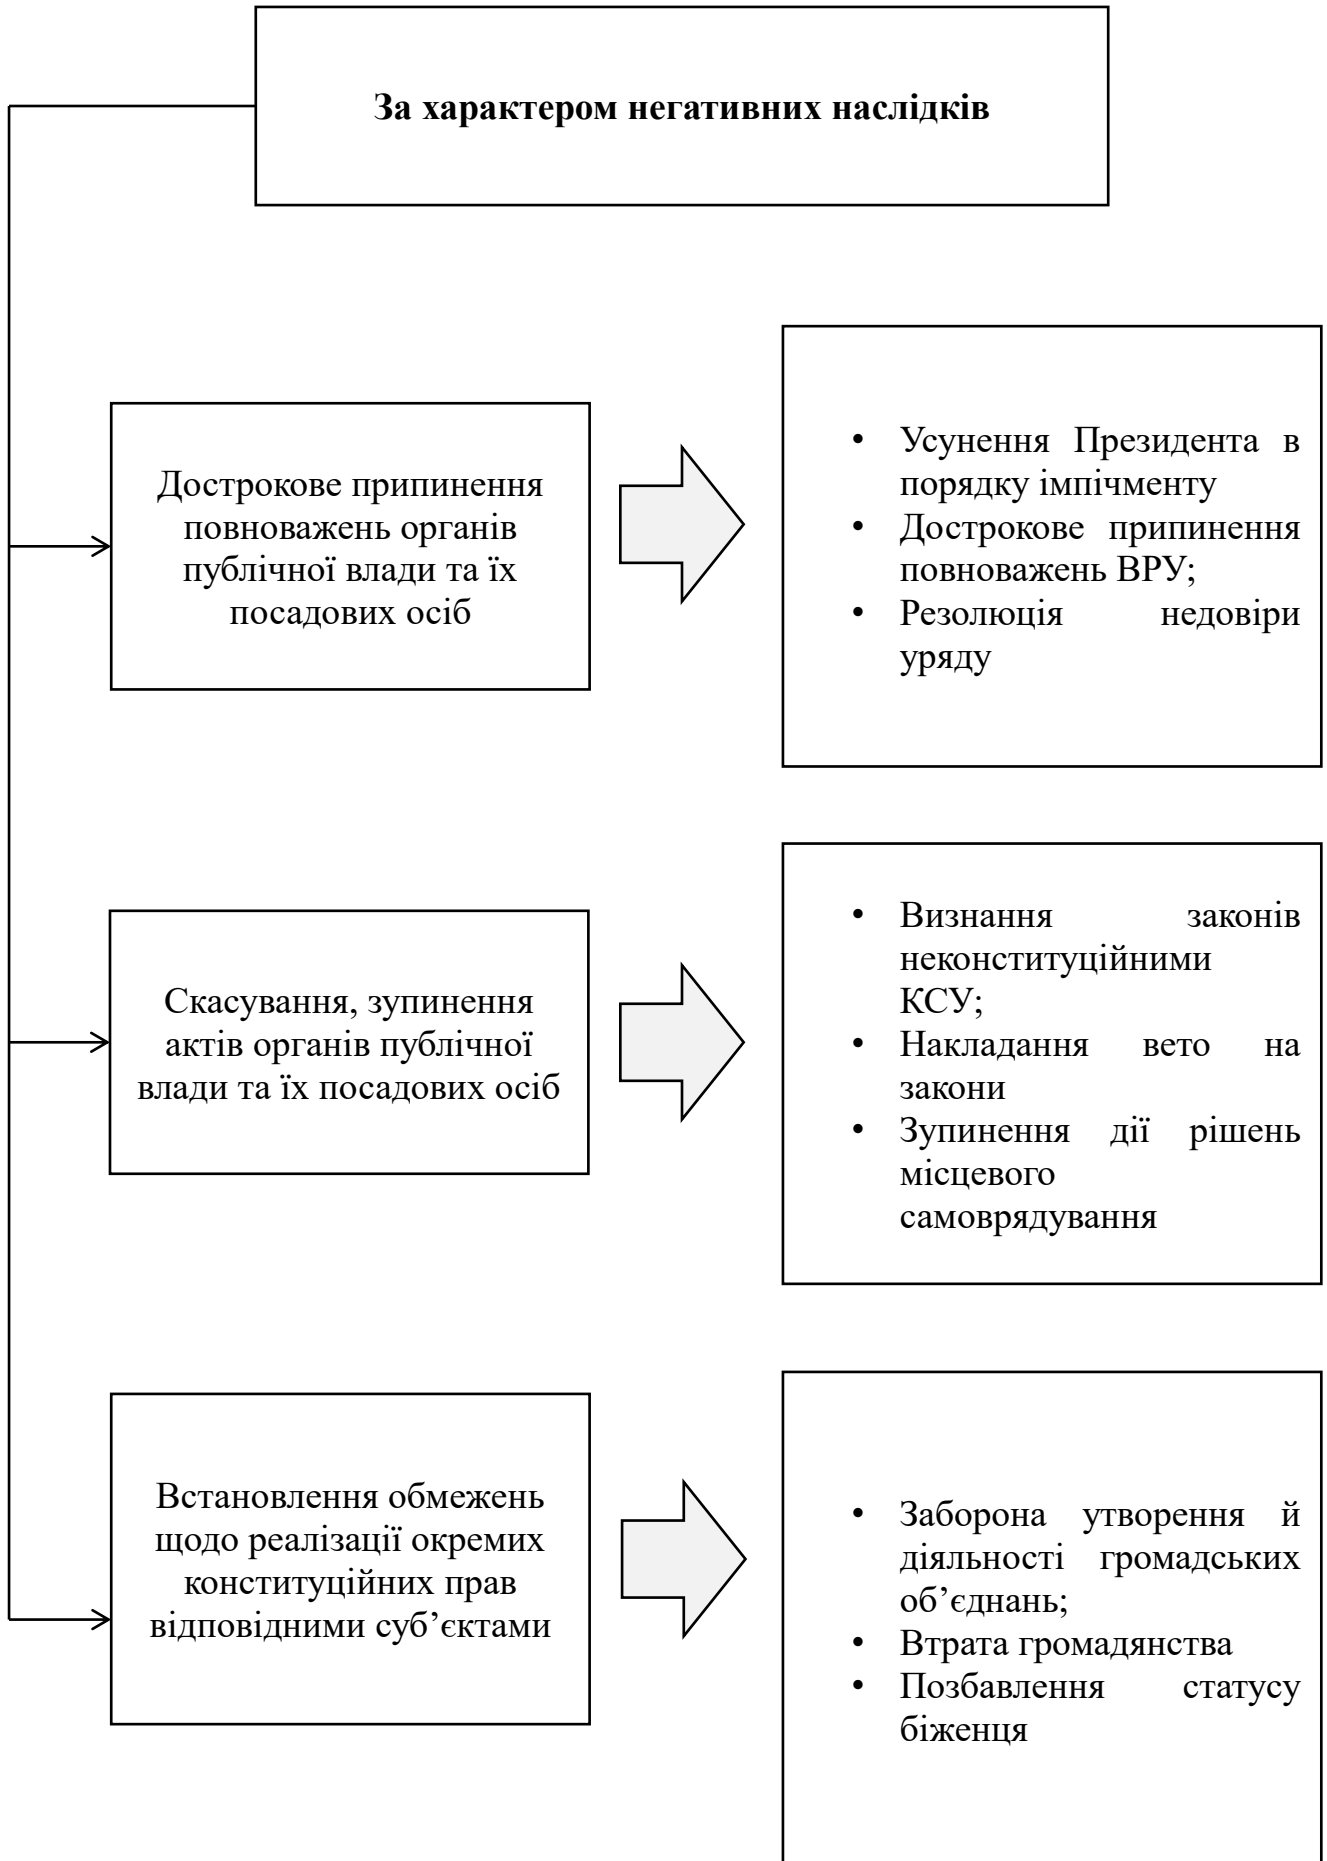 За характером негативних наслідків
Дострокове припинення
повноважень органів
публічної влади та їх
посадових осіб
• Усунення Президента в
порядку імпічменту
• Дострокове припинення
повноважень ВРУ;
• Резолюція недовіри
уряду
Скасування, зупинення
актів органів публічної
влади та їх посадових осіб
• Визнання законів
неконституційними
КСУ;
• Накладання вето на
закони
• Зупинення дії рішень
місцевого
самоврядування
Встановлення обмежень
щодо реалізації окремих
конституційних прав
відповідними суб’єктами
• Заборона утворення й
діяльності громадських
об’єднань;
• Втрата громадянства
• Позбавлення статусу
біженця